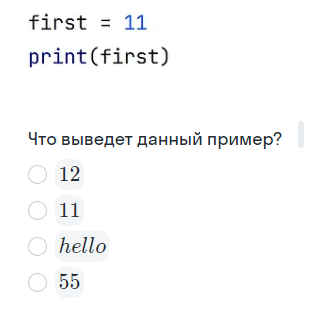 first = 11
print(first)
Что выведет данный пример?
12
11
hello
55